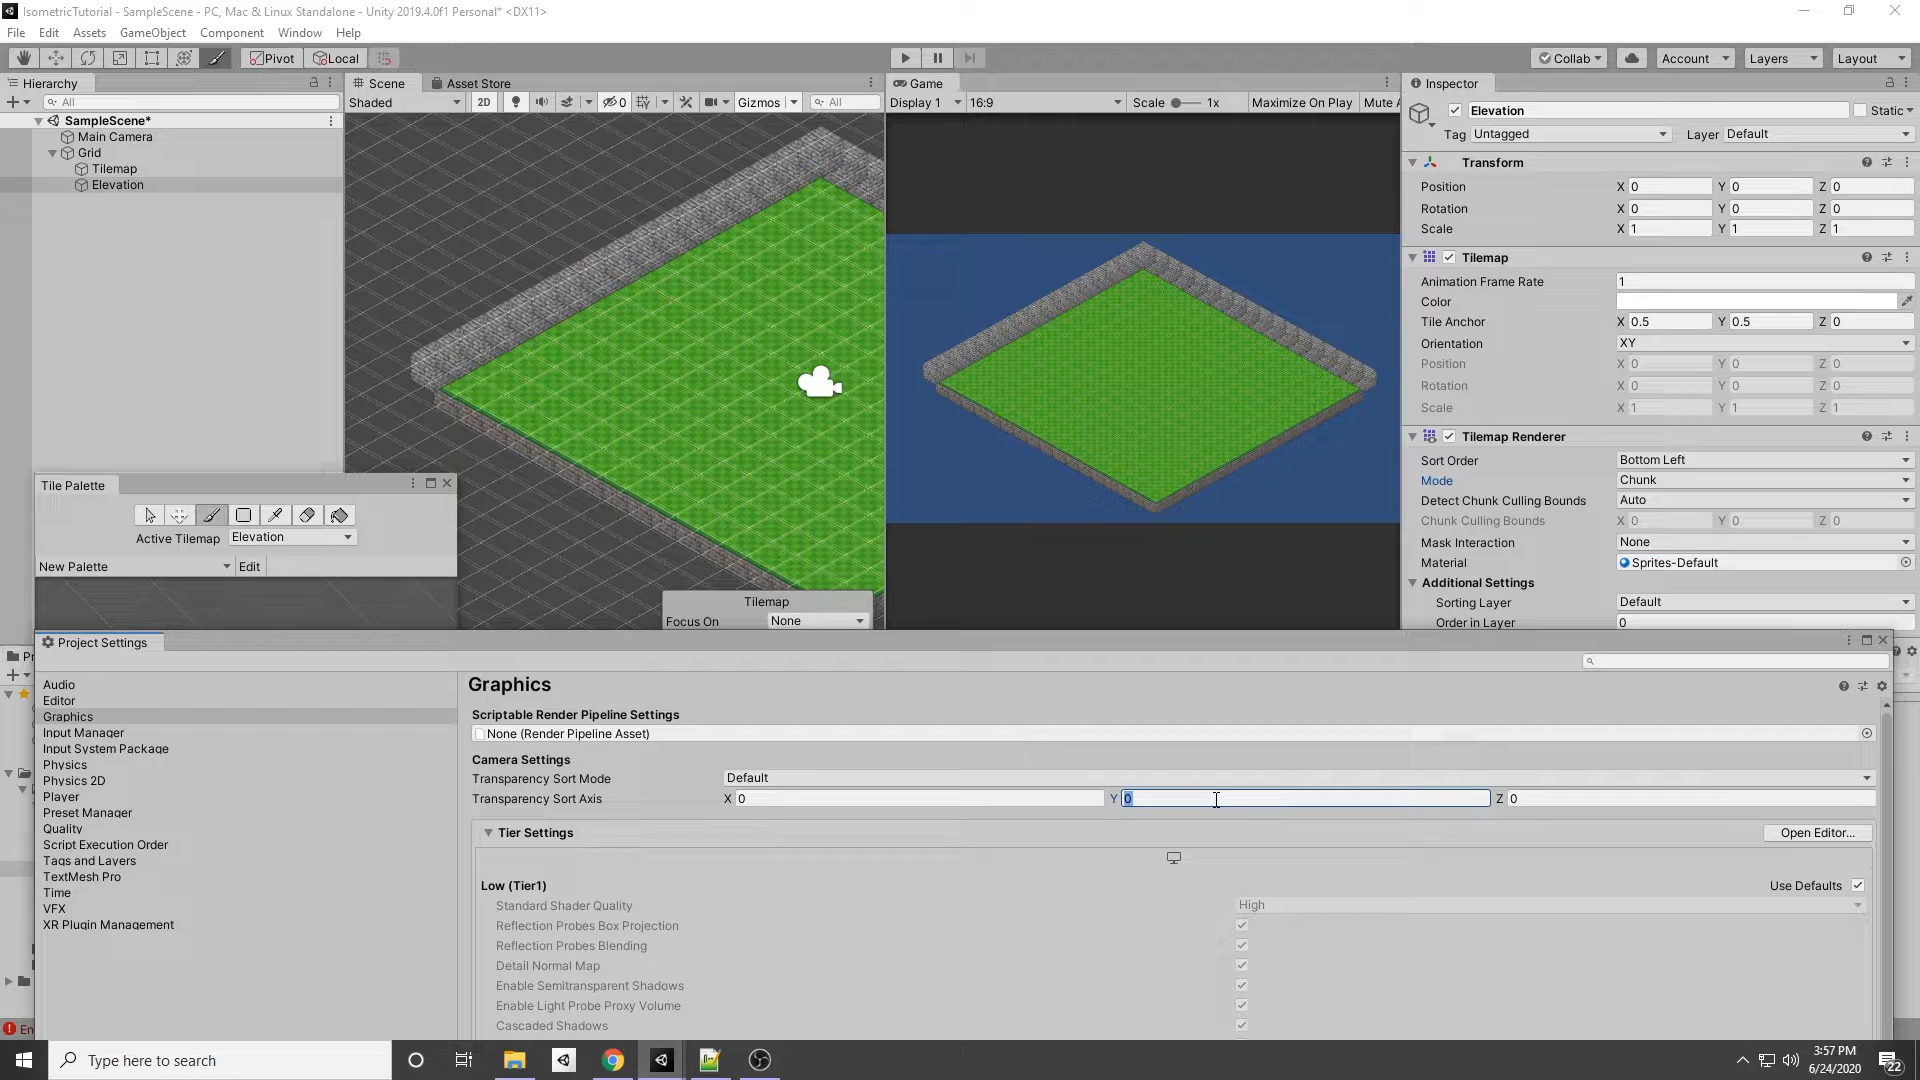 IsometricTutorial - SampleScene - PC, Mac & Linux Standalone - Unity 2019.4.0f1 Personal* <DX11>
File Edit Assets GameObject Component Window Help
Pivot Local Collab Account Layers Layout
Hierarchy
All
SampleScene*
Main Camera
Grid
Tilemap
Elevation
Scene Asset Store
Shaded 2D 0 Gizmos All
Game
Display 1 16:9 Scale 1x Maximize On Play Mute A
Inspector
Elevation Static
Tag Untagged Layer Default
Transform
Position X 0 Y 0 Z 0
Rotation X 0 Y 0 Z 0
Scale X 1 Y 1 Z 1
Tilemap
Animation Frame Rate 1
Color
Tile Anchor X 0.5 Y 0.5 Z 0
Orientation XY
Position X 0 Y 0 Z 0
Rotation X 0 Y 0 Z 0
Scale X 1 Y 1 Z 1
Tilemap Renderer
Sort Order Bottom Left
Mode Chunk
Detect Chunk Culling Bounds Auto
Chunk Culling Bounds X 0 Y 0 Z 0
Mask Interaction None
Material Sprites-Default
Additional Settings
Sorting Layer Default
Order in Layer 0
Tile Palette
Active Tilemap Elevation
New Palette Edit
Tilemap
Focus On None
Project Settings
Pr
Audio
Editor
Graphics
Input Manager
Input System Package
Physics
Physics 2D
Player
Preset Manager
Quality
Script Execution Order
Tags and Layers
TextMesh Pro
Time
VFX
XR Plugin Management
Graphics
Scriptable Render Pipeline Settings
None (Render Pipeline Asset)
Camera Settings
Transparency Sort Mode Default
Transparency Sort Axis X 0 Y 0 Z 0
Tier Settings Open Editor...
Low (Tier1) Use Defaults
Standard Shader Quality High
Reflection Probes Box Projection
Reflection Probes Blending
Detail Normal Map
Enable Semitransparent Shadows
Enable Light Probe Proxy Volume
Cascaded Shadows
En
Type here to search
3:57 PM
6/24/2020
22